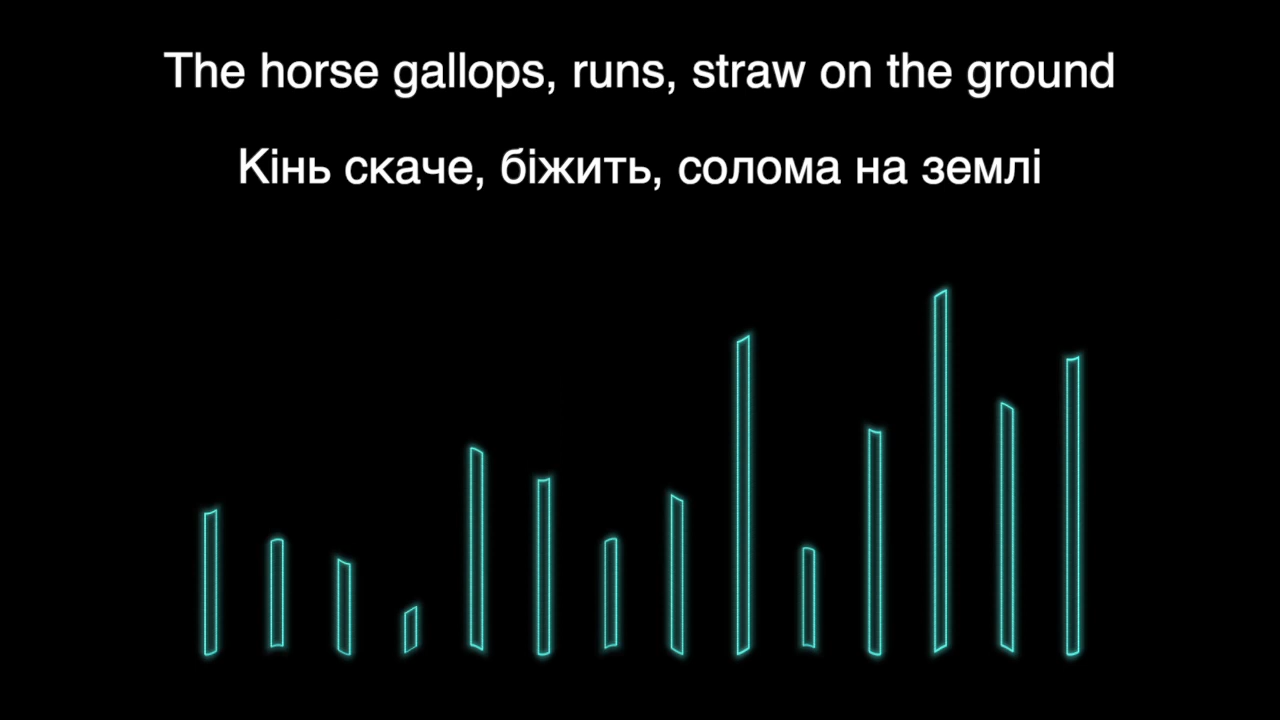 The horse gallops, runs, straw on the ground
Кінь скаче, біжить, солома на землі